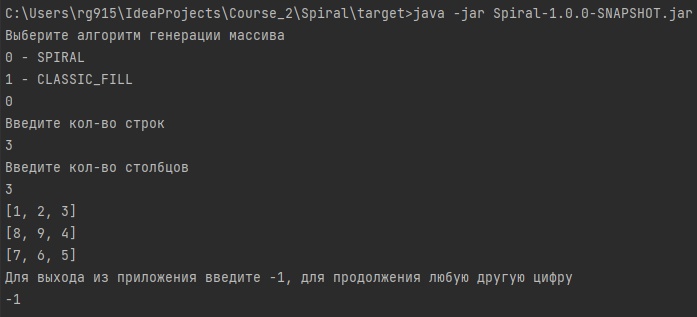 C:\Users\rg915\IdeaProjects\Course_2\Spiral\target>java -jar Spiral-1.0.0-SNAPSHOT.jar
Выберите алгоритм генерации массива
0 - SPIRAL
1 - CLASSIC_FILL
0
Введите кол-во строк
3
Введите кол-во столбцов
3
[1, 2, 3]
[8, 9, 4]
[7, 6, 5]
Для выхода из приложения введите -1, для продолжения любую другую цифру
-1